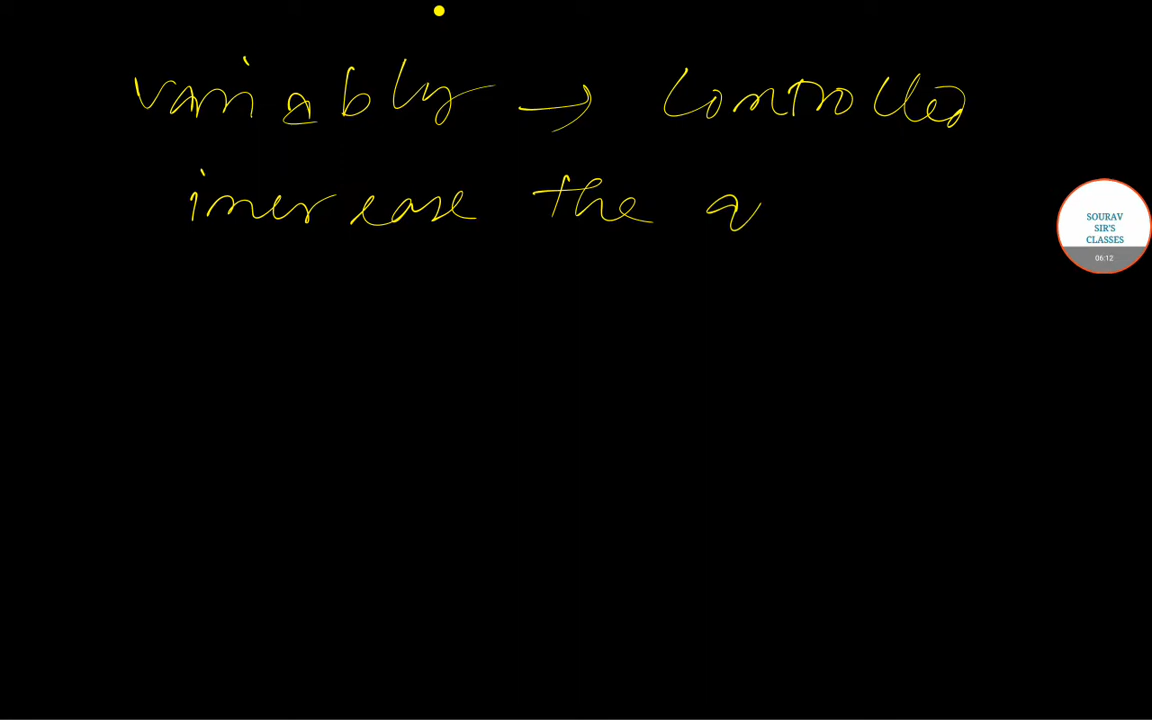 variably → controlled
increase the a
SOURAV
SIR'S
CLASSES
06:12